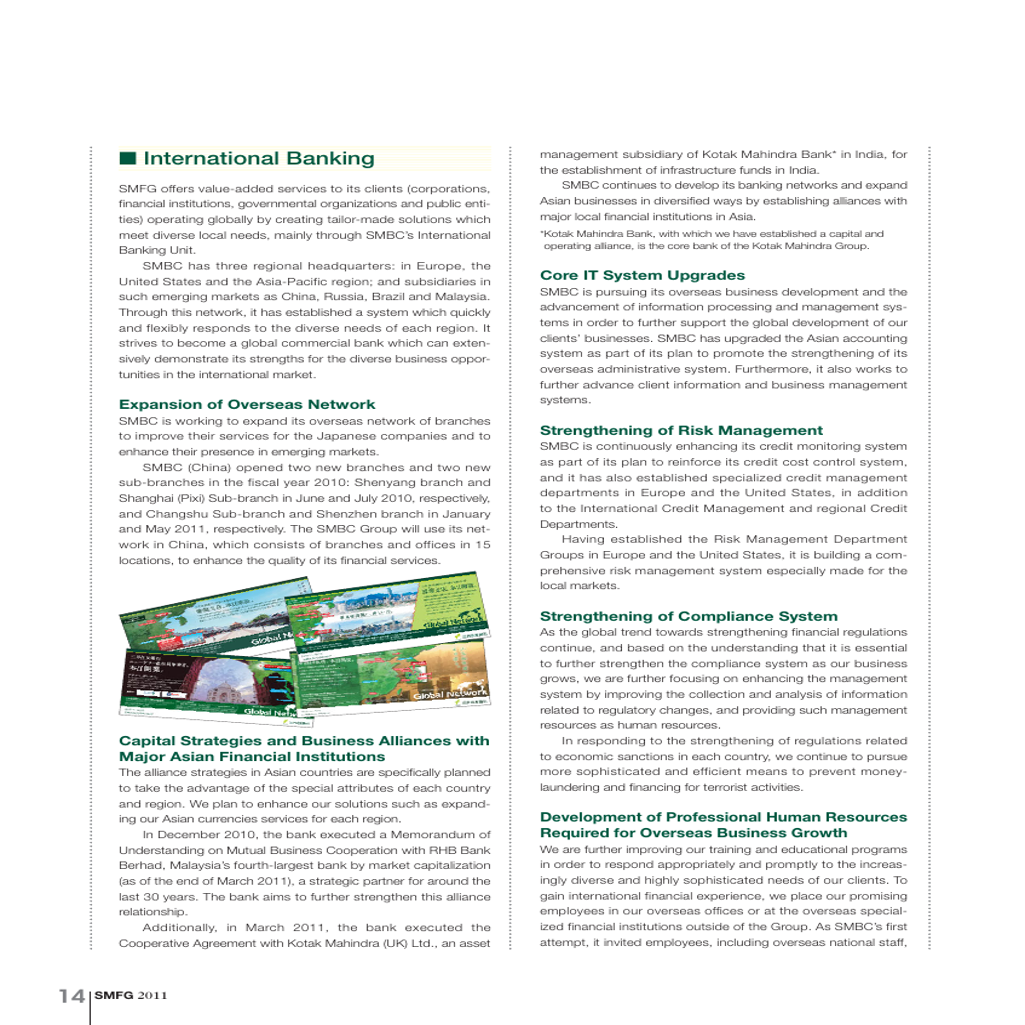 ■ International Banking
SMFG offers value-added services to its clients (corporations,
financial institutions, governmental organizations and public enti-
ties) operating globally by creating tailor-made solutions which
meet diverse local needs, mainly through SMBC's International
Banking Unit.
SMBC has three regional headquarters: in Europe, the
United States and the Asia-Pacific region; and subsidiaries in
such emerging markets as China, Russia, Brazil and Malaysia.
Through this network, it has established a system which quickly
and flexibly responds to the diverse needs of each region. It
strives to become a global commercial bank which can exten-
sively demonstrate its strengths for the diverse business oppor-
tunities in the international market.
Expansion of Overseas Network
SMBC is working to expand its overseas network of branches
to improve their services for the Japanese companies and to
enhance their presence in emerging markets.
SMBC (China) opened two new branches and two new
sub-branches in the fiscal year 2010: Shenyang branch and
Shanghai (Pixi) Sub-branch in June and July 2010, respectively,
and Changshu Sub-branch and Shenzhen branch in January
and May 2011, respectively. The SMBC Group will use its net-
work in China, which consists of branches and offices in 15
locations, to enhance the quality of its financial services.
Global Network
Global Network
Capital Strategies and Business Alliances with
Major Asian Financial Institutions
The alliance strategies in Asian countries are specifically planned
to take the advantage of the special attributes of each country
and region. We plan to enhance our solutions such as expand-
ing our Asian currencies services for each region.
In December 2010, the bank executed a Memorandum of
Understanding on Mutual Business Cooperation with RHB Bank
Berhad, Malaysia's fourth-largest bank by market capitalization
(as of the end of March 2011), a strategic partner for around the
last 30 years. The bank aims to further strengthen this alliance
relationship.
Additionally, in March 2011, the bank executed the
Cooperative Agreement with Kotak Mahindra (UK) Ltd., an asset
management subsidiary of Kotak Mahindra Bank* in India, for
the establishment of infrastructure funds in India.
SMBC continues to develop its banking networks and expand
Asian businesses in diversified ways by establishing alliances with
major local financial institutions in Asia.
*Kotak Mahindra Bank, with which we have established a capital and
operating alliance, is the core bank of the Kotak Mahindra Group.
Core IT System Upgrades
SMBC is pursuing its overseas business development and the
advancement of information processing and management sys-
tems in order to further support the global development of our
clients' businesses. SMBC has upgraded the Asian accounting
system as part of its plan to promote the strengthening of its
overseas administrative system. Furthermore, it also works to
further advance client information and business management
systems.
Strengthening of Risk Management
SMBC is continuously enhancing its credit monitoring system
as part of its plan to reinforce its credit cost control system,
and it has also established specialized credit management
departments in Europe and the United States, in addition
to the International Credit Management and regional Credit
Departments.
Having established the Risk Management Department
Groups in Europe and the United States, it is building a com-
prehensive risk management system especially made for the
local markets.
Strengthening of Compliance System
As the global trend towards strengthening financial regulations
continue, and based on the understanding that it is essential
to further strengthen the compliance system as our business
grows, we are further focusing on enhancing the management
system by improving the collection and analysis of information
related to regulatory changes, and providing such management
resources as human resources.
In responding to the strengthening of regulations related
to economic sanctions in each country, we continue to pursue
more sophisticated and efficient means to prevent money-
laundering and financing for terrorist activities.
Development of Professional Human Resources
Required for Overseas Business Growth
We are further improving our training and educational programs
in order to respond appropriately and promptly to the increas-
ingly diverse and highly sophisticated needs of our clients. To
gain international financial experience, we place our promising
employees in our overseas offices or at the overseas special-
ized financial institutions outside of the Group. As SMBC's first
attempt, it invited employees, including overseas national staff,
14 SMFG 2011